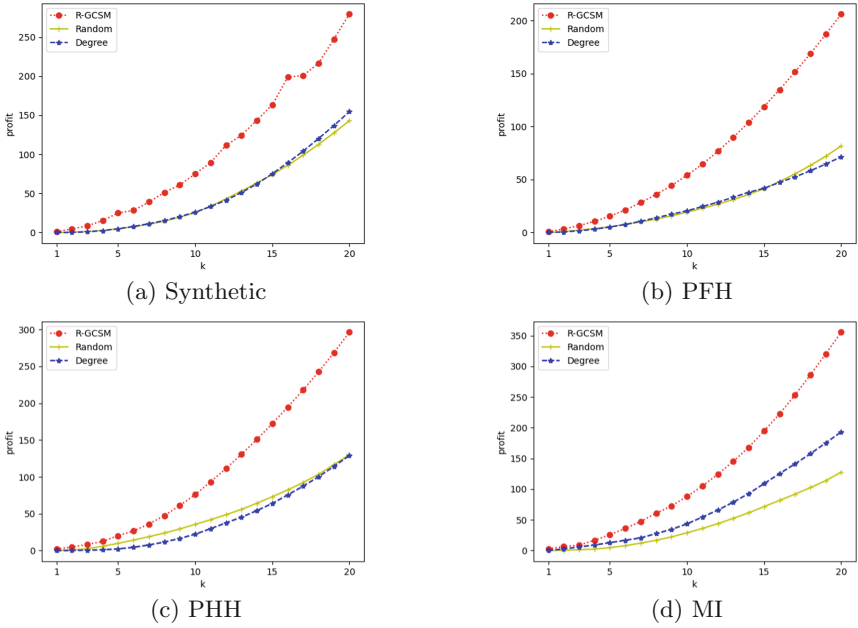 R-GCSM
Random
Degree
250
200
150
100
50
0
profit
1
5
10
15
20
k
(a) Synthetic
R-GCSM
Random
Degree
200
150
100
50
0
profit
1
5
10
15
20
k
(b) PFH
R-GCSM
Random
Degree
300
250
200
150
100
50
0
profit
1
5
10
15
20
k
(c) PHH
R-GCSM
Random
Degree
350
300
250
200
150
100
50
0
profit
1
5
10
15
20
k
(d) MI